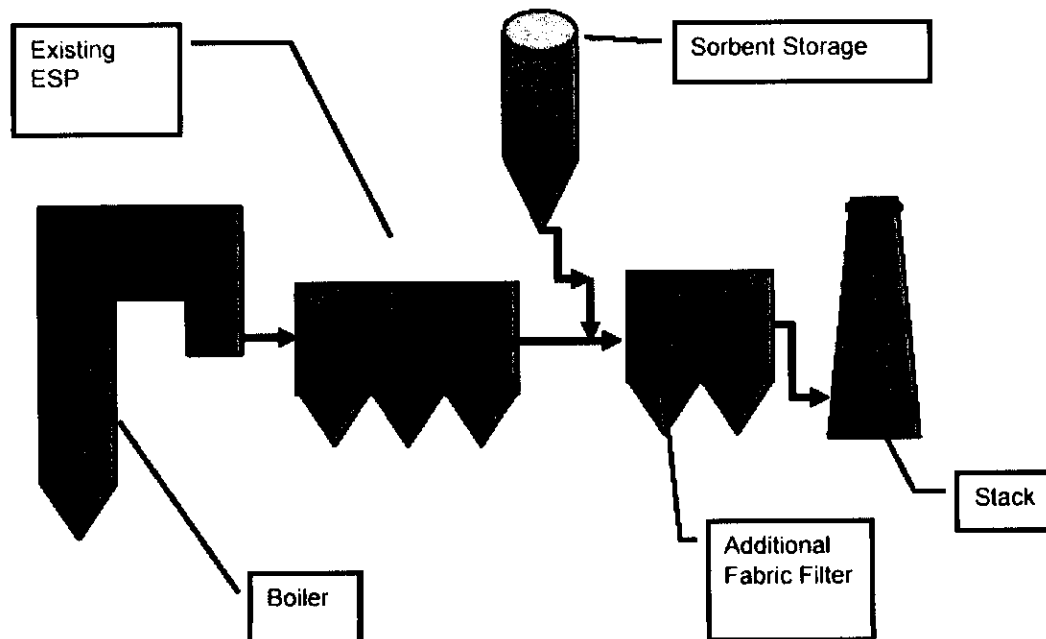 Existing
ESP
Sorbent Storage
Stack
Additional
Fabric Filter
Boiler